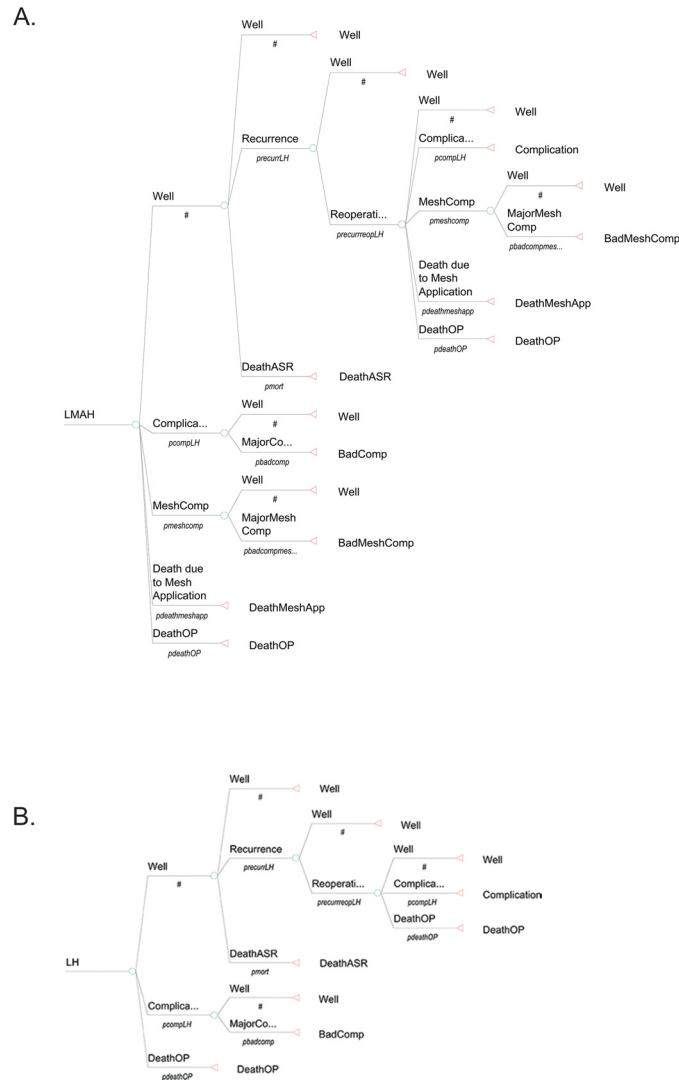 A.
Well
#
Well
Well
#
Well
Well
#
Well
Recurrence
precurrLH
Complica...
pcompLH
Complication
Well
#
Well
Well
#
MeshComp
pmeshcomp
Reoperati...
precurrreopLH
MajorMesh
Comp
pbadcompmes...
BadMeshComp
Death due
to Mesh
Application
pdeathmeshapp
DeathMeshApp
DeathOP
pdeathOP
DeathOP
DeathASR
pmort
DeathASR
LMAH
Complica...
pcompLH
Well
#
Well
MajorCo...
pbadcomp
BadComp
MeshComp
pmeshcomp
Well
#
Well
MajorMesh
Comp
pbadcompmes...
BadMeshComp
Death due
to Mesh
Application
pdeathmeshapp
DeathMeshApp
DeathOP
pdeathOP
DeathOP
B.
Well
#
Well
Well
#
Well
Recurrence
precurrLH
Well
#
Well
Well
#
Reoperati...
precurrreopLH
Complica...
pcompLH
Complication
DeathOP
pdeathOP
DeathOP
DeathASR
pmort
DeathASR
LH
Complica...
pcompLH
Well
#
Well
MajorCo...
pbadcomp
BadComp
DeathOP
pdeathOP
DeathOP